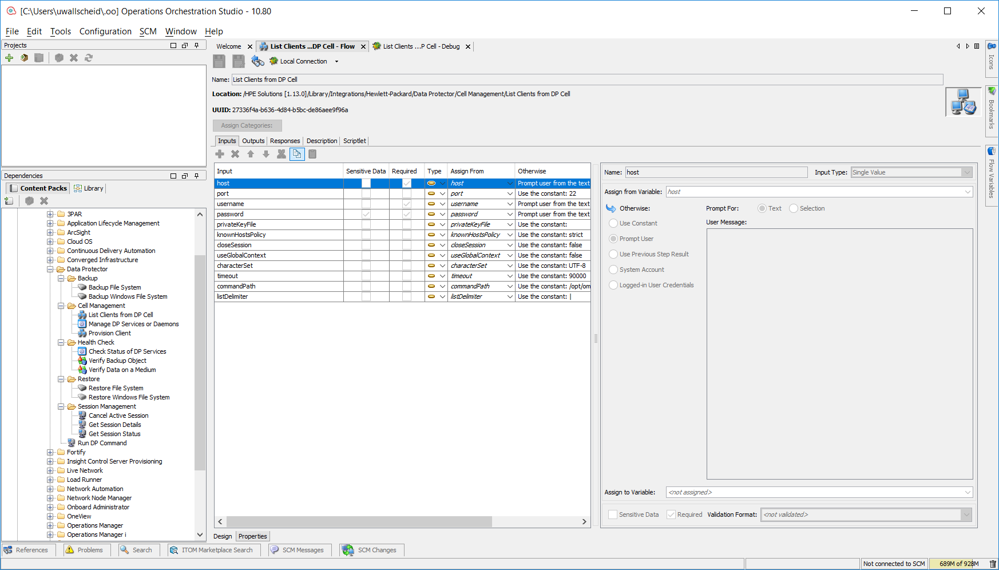 [C:\Users\uwallscheid\.oo] Operations Orchestration Studio - 10.80
File Edit Tools Configuration SCM Window Help
Projects
Dependencies
Content Packs Library
3PAR
Application Lifecycle Management
ArcSight
Cloud OS
Continuous Delivery Automation
Converged Infrastructure
Data Protector
Backup
Backup File System
Backup Windows File System
Cell Management
List Clients from DP Cell
Manage DP Services or Daemons
Provision Client
Health Check
Check Status of DP Services
Verify Backup Object
Verify Data on a Medium
Restore
Restore File System
Restore Windows File System
Session Management
Cancel Active Session
Get Session Details
Get Session Status
Run DP Command
Fortify
Insight Control Server Provisioning
Live Network
Load Runner
Network Automation
Network Node Manager
Onboard Administrator
OneView
Operations Manager
Operations Manager i
Welcome List Clients ...DP Cell - Flow List Clients ...P Cell - Debug
Local Connection
Name: List Clients from DP Cell
Location: /HPE Solutions [1.13.0]/Library/Integrations/Hewlett-Packard/Data Protector/Cell Management/List Clients from DP Cell
UUID: 27336f4a-b636-4d84-b5bc-de86aee9f96a
Assign Categories:
Inputs Outputs Responses Description Scriptlet
Input Sensitive Data Required Type Assign From Otherwise
host host Prompt user from the text
port port Use the constant: 22
username username Prompt user from the text
password password Prompt user from the text
privateKeyFile privateKeyFile Use the constant:
knownHostsPolicy knownHostsPolicy Use the constant: strict
closeSession closeSession Use the constant: false
useGlobalContext useGlobalContext Use the constant: false
characterSet characterSet Use the constant: UTF-8
timeout timeout Use the constant: 90000
commandPath commandPath Use the constant: /opt/om
listDelimiter listDelimiter Use the constant: |
Design Properties
Name: host Input Type: Single Value
Assign from Variable: host
Otherwise: Prompt For: Text Selection
Use Constant
User Message:
Prompt User
Use Previous Step Result
System Account
Logged-in User Credentials
Assign to Variable: <not assigned>
Sensitive Data Required Validation Format: <not validated>
Icons
Bookmarks
Flow Variables
References Problems Search ITOM Marketplace Search SCM Messages SCM Changes
Not connected to SCM 689M of 928M